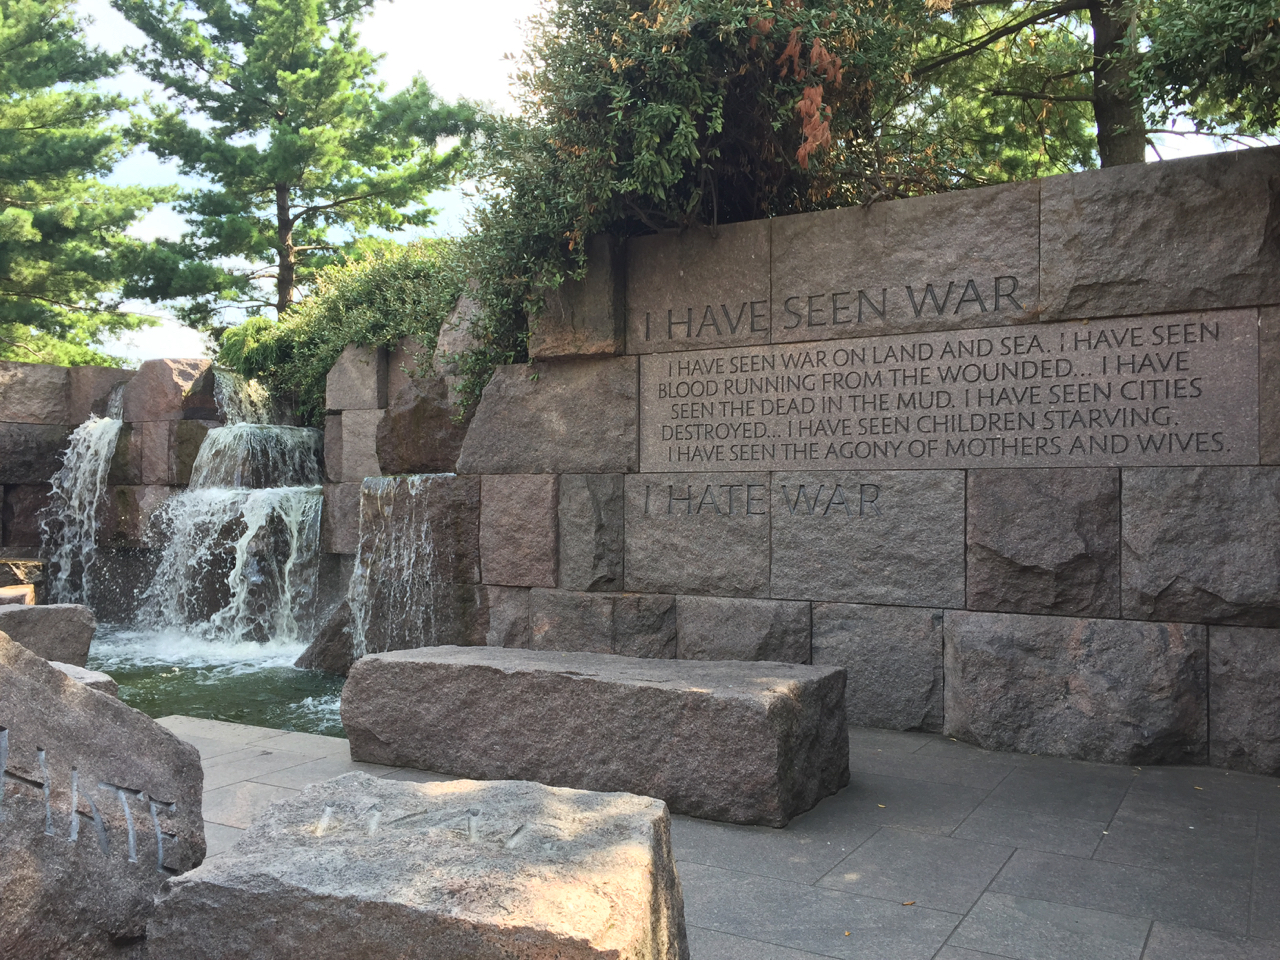 I HAVE SEEN WAR
I HAVE SEEN WAR ON LAND AND SEA. I HAVE SEEN
BLOOD RUNNING FROM THE WOUNDED... I HAVE
SEEN THE DEAD IN THE MUD. I HAVE SEEN CITIES
DESTROYED... I HAVE SEEN CHILDREN STARVING.
I HAVE SEEN THE AGONY OF MOTHERS AND WIVES.
I HATE WAR
HATE